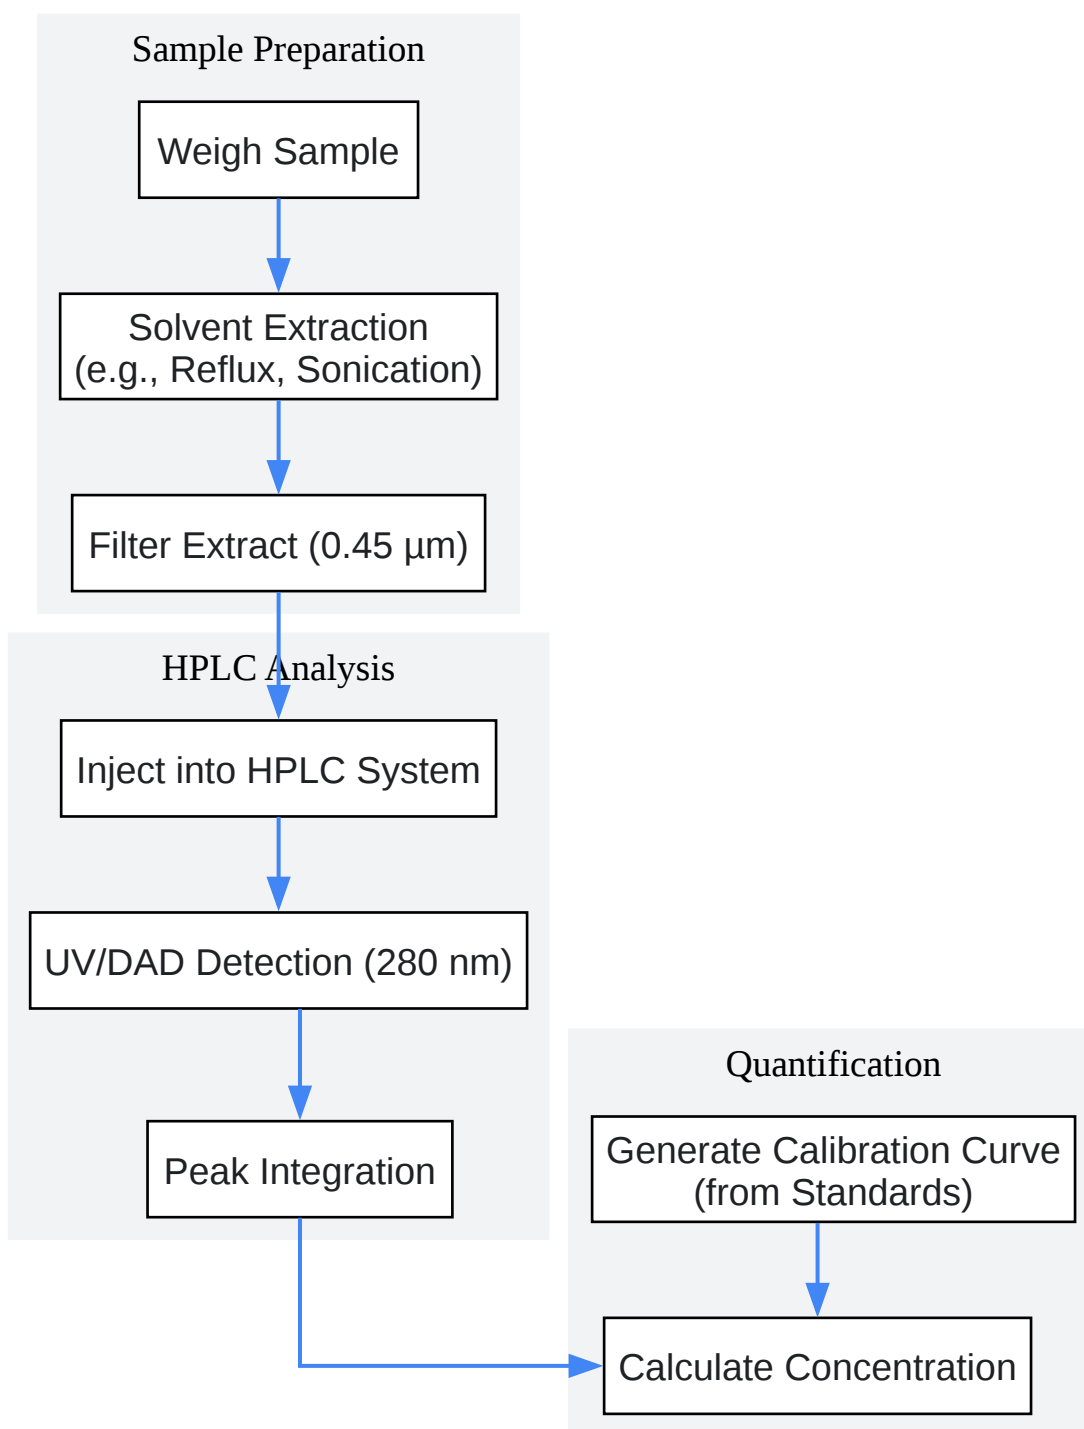 Sample Preparation
Weigh Sample
Solvent Extraction
(e.g., Reflux, Sonication)
Filter Extract (0.45 µm)
HPLC Analysis
Inject into HPLC System
UV/DAD Detection (280 nm)
Peak Integration
Quantification
Generate Calibration Curve
(from Standards)
Calculate Concentration